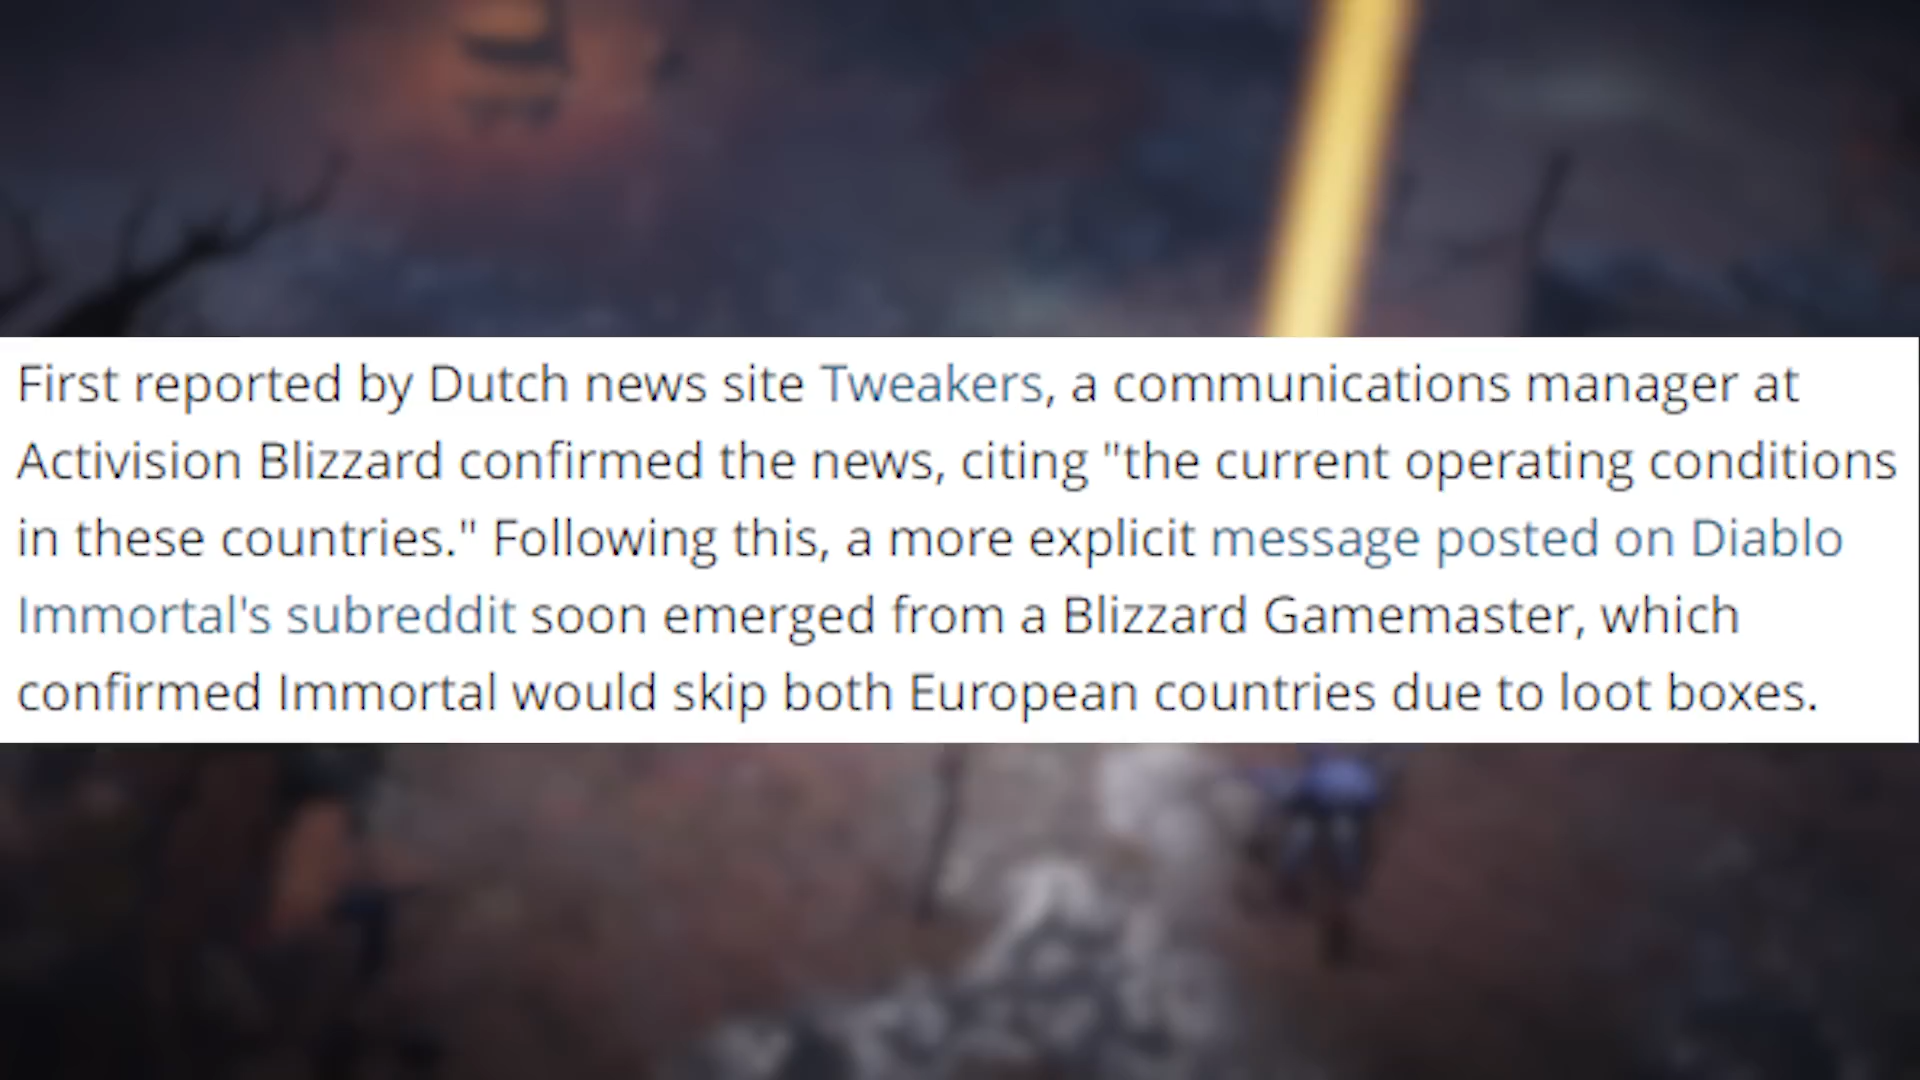 First reported by Dutch news site Tweakers, a communications manager at
Activision Blizzard confirmed the news, citing "the current operating conditions
in these countries." Following this, a more explicit message posted on Diablo
Immortal's subreddit soon emerged from a Blizzard Gamemaster, which
confirmed Immortal would skip both European countries due to loot boxes.